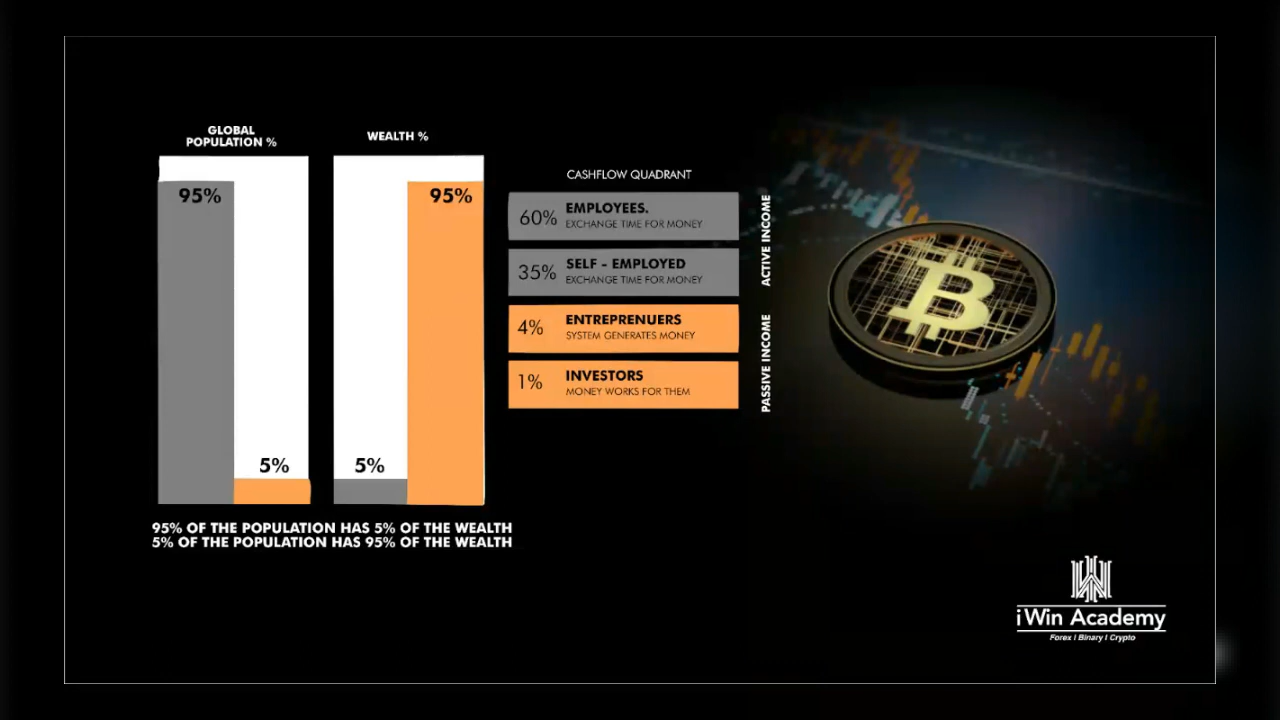 GLOBAL
POPULATION %
WEALTH %
95%
5%
5%
95%
95% OF THE POPULATION HAS 5% OF THE WEALTH
5% OF THE POPULATION HAS 95% OF THE WEALTH
CASHFLOW QUADRANT
60% EMPLOYEES.
EXCHANGE TIME FOR MONEY
35% SELF - EMPLOYED
EXCHANGE TIME FOR MONEY
4% ENTREPRENUERS
SYSTEM GENERATES MONEY
1% INVESTORS
MONEY WORKS FOR THEM
ACTIVE INCOME
PASSIVE INCOME
iWin Academy
Forex | Binary | Crypto